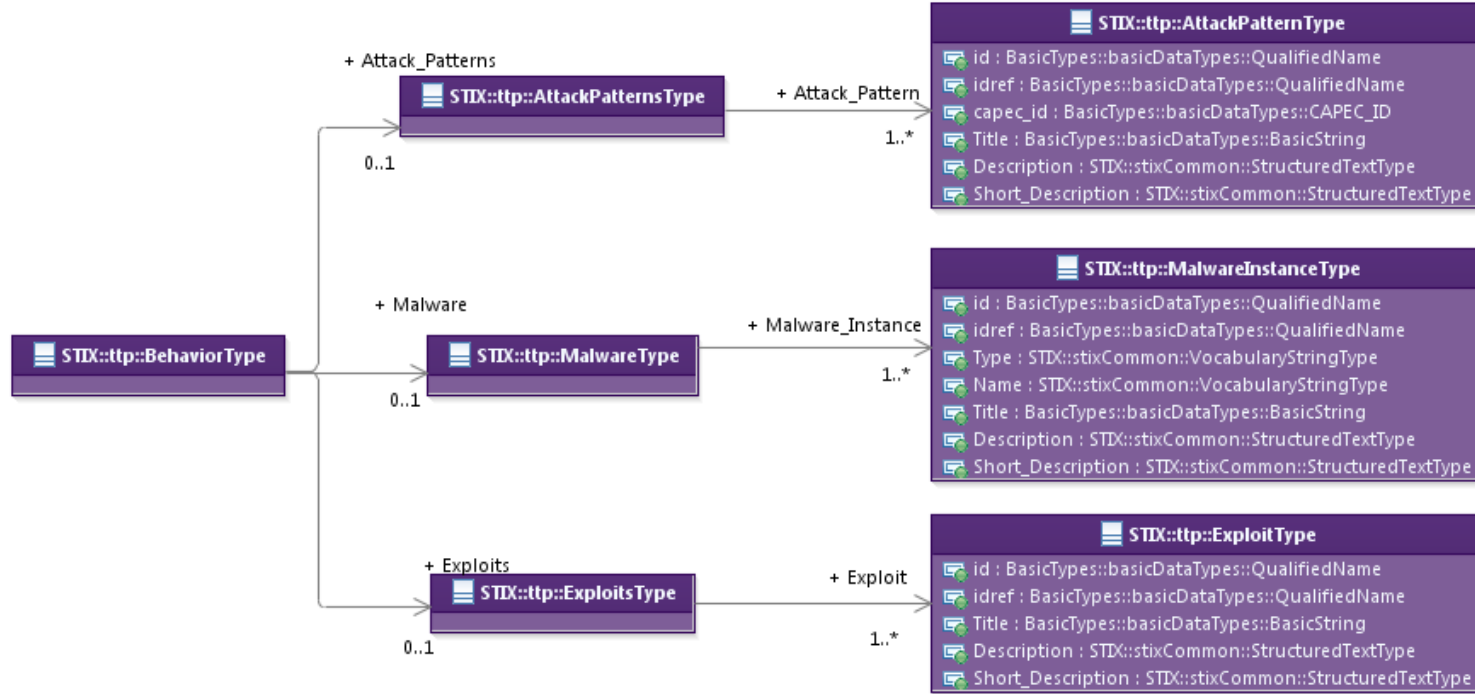 STIX::ttp::AttackPatternType
id : BasicTypes::basicDataTypes::QualifiedName
idref : BasicTypes::basicDataTypes::QualifiedName
capec_id : BasicTypes::basicDataTypes::CAPEC_ID
Title : BasicTypes::basicDataTypes::BasicString
Description : STIX::stixCommon::StructuredTextType
Short_Description : STIX::stixCommon::StructuredTextType
+ Attack_Patterns
STIX::ttp::AttackPatternsType
0..1
+ Attack_Pattern
1..*
STIX::ttp::MalwareInstanceType
id : BasicTypes::basicDataTypes::QualifiedName
idref : BasicTypes::basicDataTypes::QualifiedName
Type : STIX::stixCommon::VocabularyStringType
Name : STIX::stixCommon::VocabularyStringType
Title : BasicTypes::basicDataTypes::BasicString
Description : STIX::stixCommon::StructuredTextType
Short_Description : STIX::stixCommon::StructuredTextType
+ Malware
STIX::ttp::BehaviorType
STIX::ttp::MalwareType
0..1
+ Malware_Instance
1..*
STIX::ttp::ExploitType
id : BasicTypes::basicDataTypes::QualifiedName
idref : BasicTypes::basicDataTypes::QualifiedName
Title : BasicTypes::basicDataTypes::BasicString
Description : STIX::stixCommon::StructuredTextType
Short_Description : STIX::stixCommon::StructuredTextType
+ Exploits
STIX::ttp::ExploitsType
0..1
+ Exploit
1..*